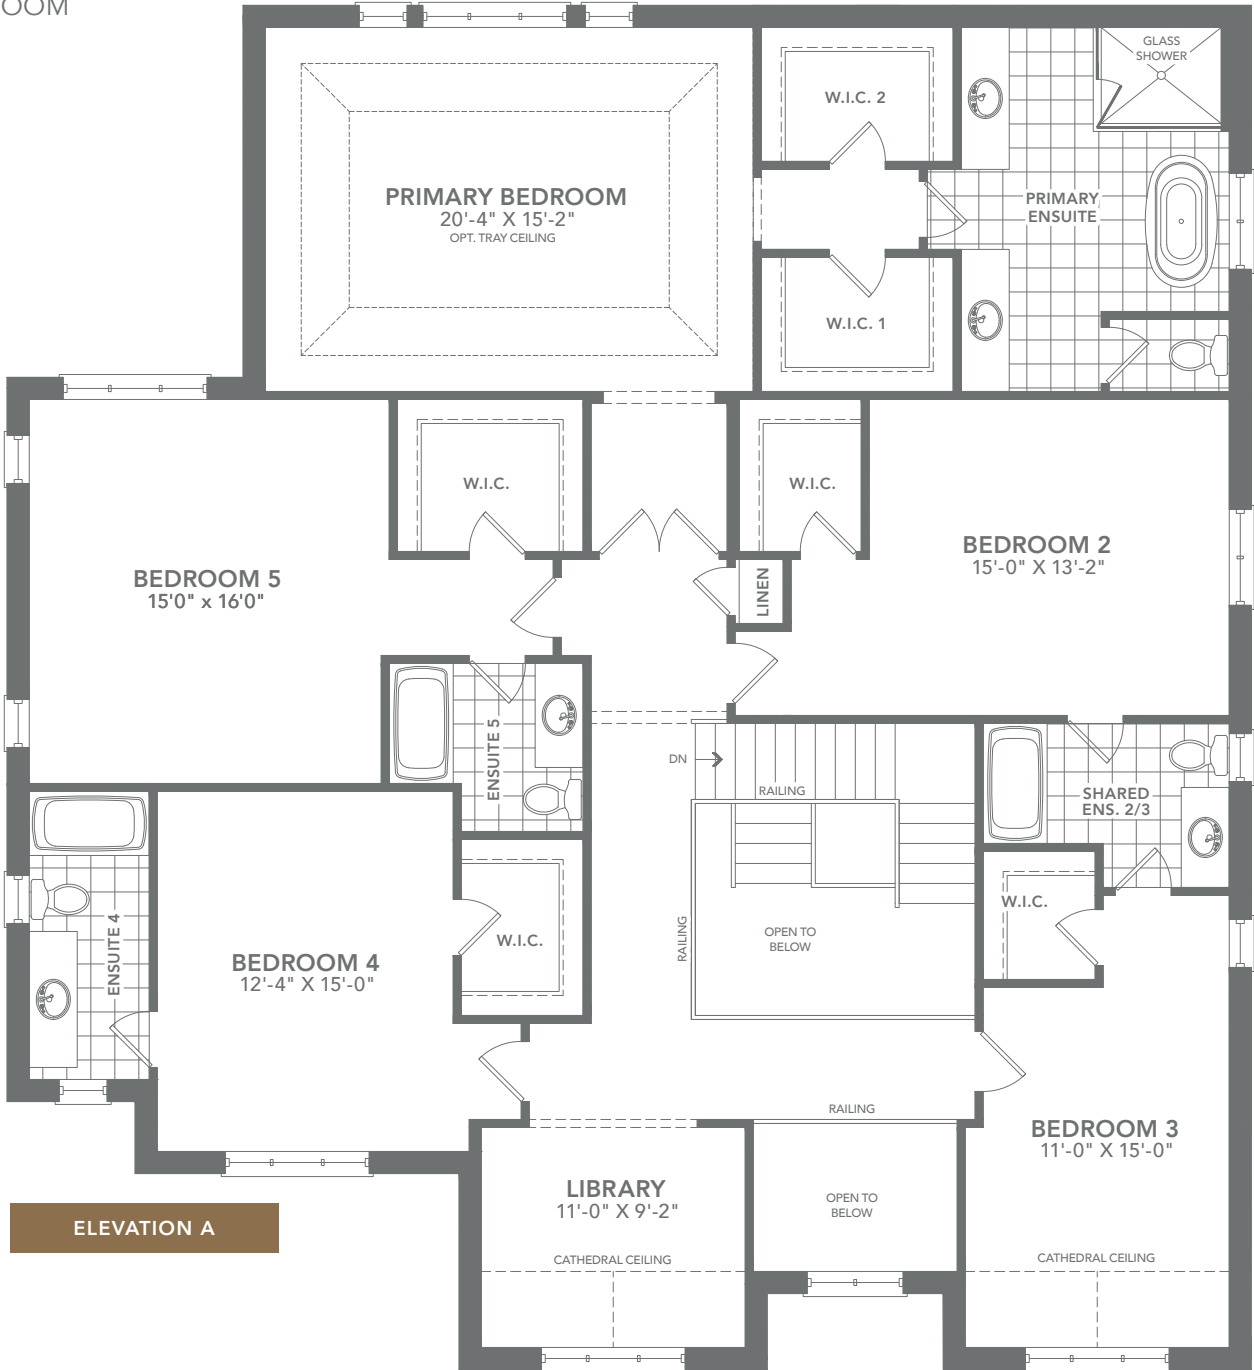 OOM
GLASS
SHOWER
W.I.C. 2
PRIMARY BEDROOM
20'-4" X 15'-2"
OPT. TRAY CEILING
PRIMARY
ENSUITE
W.I.C. 1
W.I.C.
W.I.C.
BEDROOM 5
15'0" x 16'0"
LINEN
BEDROOM 2
15'-0" X 13'-2"
ENSUITE 5
DN
RAILING
SHARED
ENS. 2/3
ENSUITE 4
BEDROOM 4
12'-4" X 15'-0"
W.I.C.
RAILING
OPEN TO
BELOW
W.I.C.
RAILING
BEDROOM 3
11'-0" X 15'-0"
LIBRARY
11'-0" X 9'-2"
OPEN TO
BELOW
ELEVATION A
CATHEDRAL CEILING
CATHEDRAL CEILING